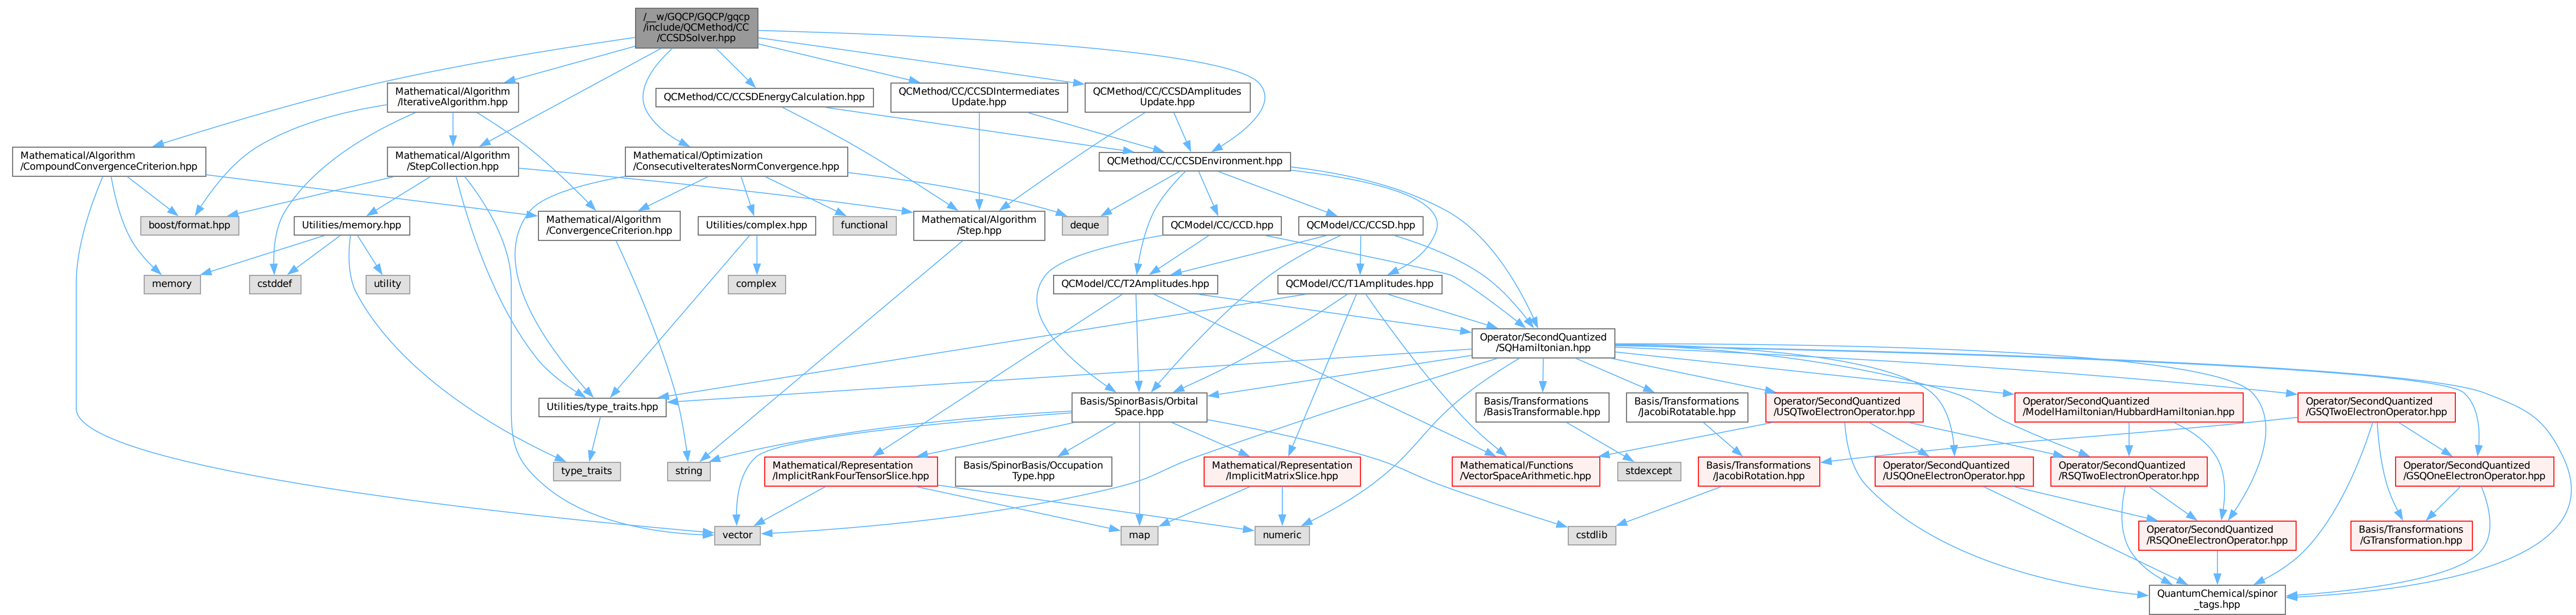 /__w/GQCP/GQCP/gqcp
/include/QCMethod/CC
/CCSDSolver.hpp
Mathematical/Algorithm
/IterativeAlgorithm.hpp
QCMethod/CC/CCSDEnergyCalculation.hpp
QCMethod/CC/CCSDIntermediates
Update.hpp
QCMethod/CC/CCSDAmplitudes
Update.hpp
Mathematical/Algorithm
/CompoundConvergenceCriterion.hpp
Mathematical/Algorithm
/StepCollection.hpp
Mathematical/Optimization
/ConsecutiveIteratesNormConvergence.hpp
QCMethod/CC/CCSDEnvironment.hpp
boost/format.hpp
Utilities/memory.hpp
Mathematical/Algorithm
/ConvergenceCriterion.hpp
Utilities/complex.hpp
functional
Mathematical/Algorithm
/Step.hpp
deque
QCModel/CC/CCD.hpp
QCModel/CC/CCSD.hpp
memory
cstddef
utility
complex
QCModel/CC/T2Amplitudes.hpp
QCModel/CC/T1Amplitudes.hpp
Operator/SecondQuantized
/SQHamiltonian.hpp
Utilities/type_traits.hpp
Basis/SpinorBasis/Orbital
Space.hpp
Basis/Transformations
/BasisTransformable.hpp
Basis/Transformations
/JacobiRotatable.hpp
Operator/SecondQuantized
/USQTwoElectronOperator.hpp
Operator/SecondQuantized
/ModelHamiltonian/HubbardHamiltonian.hpp
Operator/SecondQuantized
/GSQTwoElectronOperator.hpp
type_traits
string
Mathematical/Representation
/ImplicitRankFourTensorSlice.hpp
Basis/SpinorBasis/Occupation
Type.hpp
Mathematical/Representation
/ImplicitMatrixSlice.hpp
Mathematical/Functions
/VectorSpaceArithmetic.hpp
stdexcept
Basis/Transformations
/JacobiRotation.hpp
Operator/SecondQuantized
/USQOneElectronOperator.hpp
Operator/SecondQuantized
/RSQTwoElectronOperator.hpp
Operator/SecondQuantized
/GSQOneElectronOperator.hpp
vector
map
numeric
cstdlib
Operator/SecondQuantized
/RSQOneElectronOperator.hpp
Basis/Transformations
/GTransformation.hpp
QuantumChemical/spinor
_tags.hpp